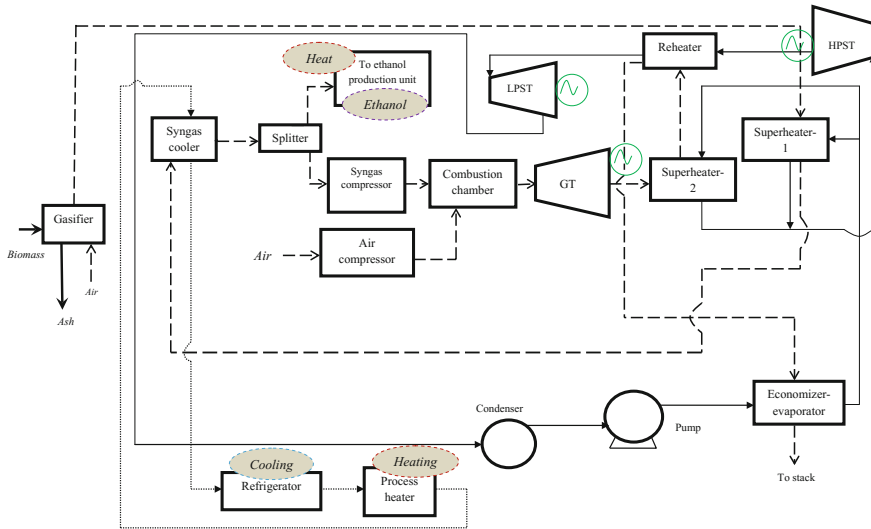 HPST
Reheater
Heat
To ethanol
production unit
Ethanol
LPST
Syngas
cooler
Splitter
Superheater-
1
Syngas
compressor
Combustion
chamber
GT
Superheater-
2
Gasifier
Biomass
Air
Ash
Air
Air
compressor
Condenser
Pump
Economizer-
evaporator
To stack
Cooling
Refrigerator
Heating
Process
heater